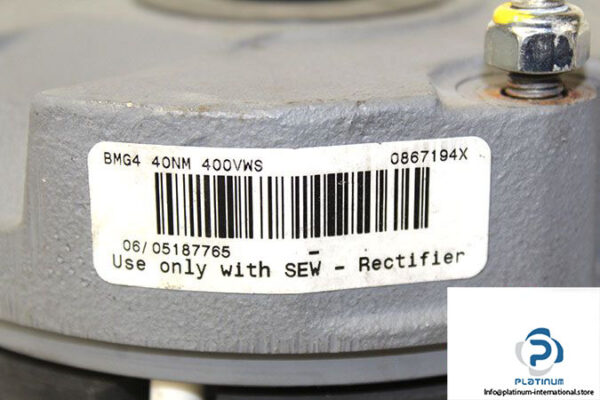 BMG4 40NM 400VWS 0867194X
06/05187765 –
Use only with SEW - Rectifier
P
PLATINUM
Info@platinum-international.store